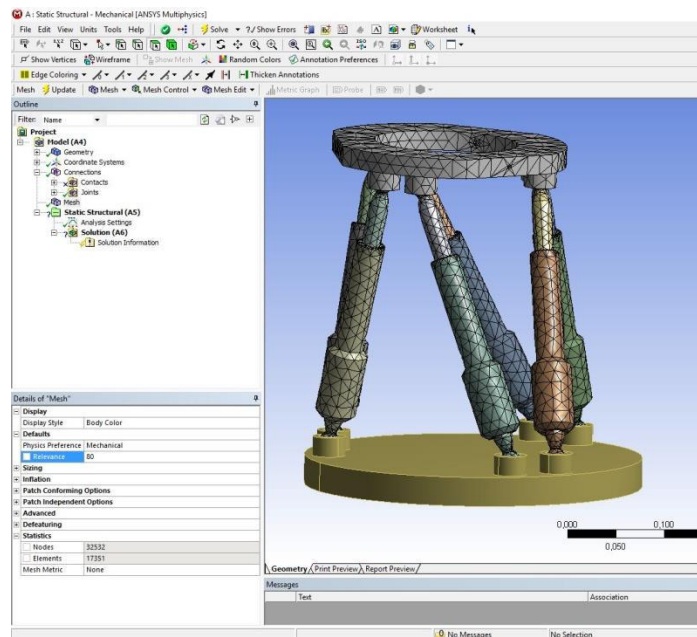 A : Static Structural - Mechanical [ANSYS Multiphysics]
File Edit View Units Tools Help Solve ?/ Show Errors Worksheet
Show Vertices Wireframe Show Mesh Random Colors Annotation Preferences
Edge Coloring Thicken Annotations
Mesh Update Mesh Mesh Control Mesh Edit Metric Graph Probe
Outline
Filter: Name
Project
Model (A4)
Geometry
Coordinate Systems
Connections
Contacts
Joints
Mesh
Static Structural (A5)
Analysis Settings
Solution (A6)
Solution Information
Details of "Mesh"
Display
Display Style Body Color
Defaults
Physics Preference Mechanical
Relevance 80
Sizing
Inflation
Patch Conforming Options
Patch Independent Options
Advanced
Defeaturing
Statistics
Nodes 32532
Elements 17351
Mesh Metric None
0,000 0,100
0,050
Geometry Print Preview Report Preview
Messages
Text Association
No Messages No Selection